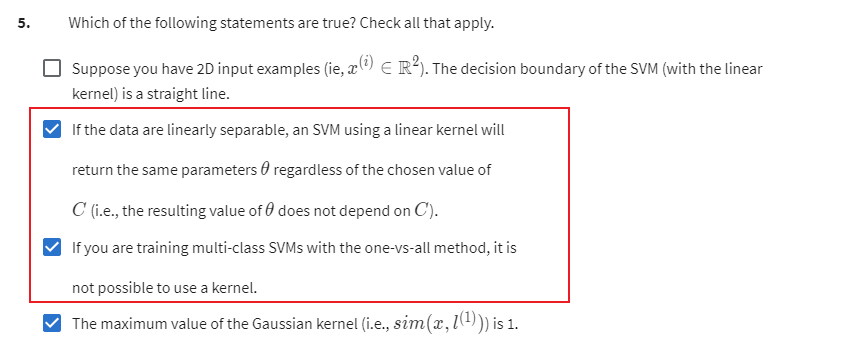 5. Which of the following statements are true? Check all that apply.
Suppose you have 2D input examples (ie, x^{(i)} ∈ ℝ^2). The decision boundary of the SVM (with the linear
kernel) is a straight line.
If the data are linearly separable, an SVM using a linear kernel will
return the same parameters θ regardless of the chosen value of
C (i.e., the resulting value of θ does not depend on C).
If you are training multi-class SVMs with the one-vs-all method, it is
not possible to use a kernel.
The maximum value of the Gaussian kernel (i.e., sim(x, l^{(1)})) is 1.